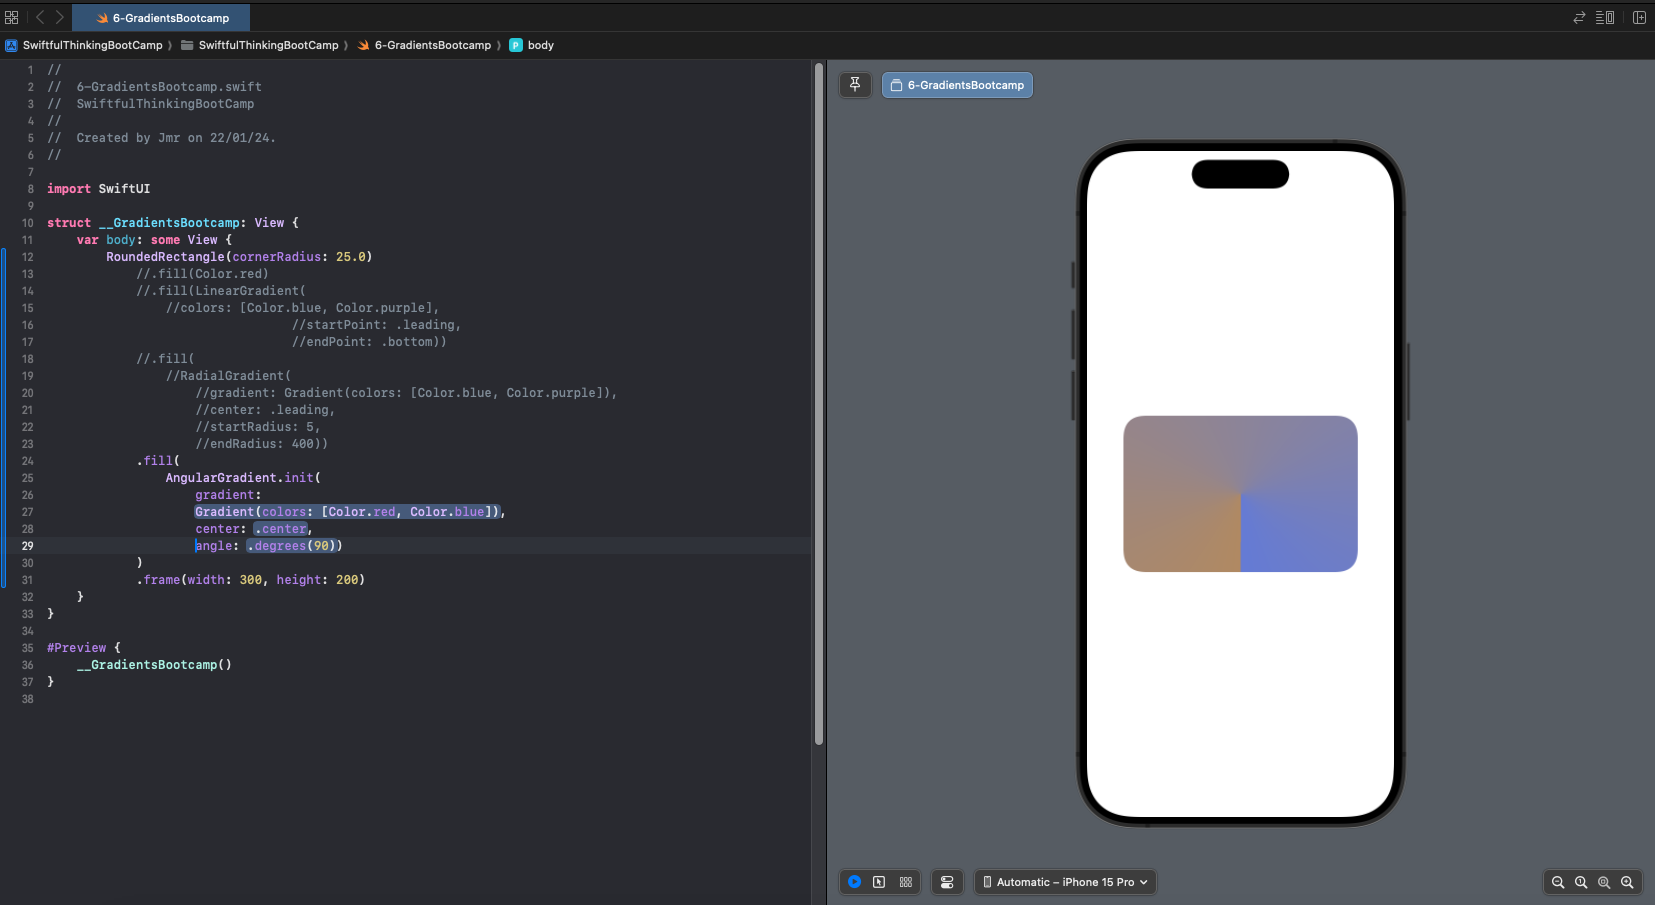 6-GradientsBootcamp
SwiftfulThinkingBootCamp 〉 SwiftfulThinkingBootCamp 〉 6-GradientsBootcamp 〉 P body
1 //
2 //  6-GradientsBootcamp.swift
3 //  SwiftfulThinkingBootCamp
4 //
5 //  Created by Jmr on 22/01/24.
6 //
7
8 import SwiftUI
9
10 struct __GradientsBootcamp: View {
11     var body: some View {
12         RoundedRectangle(cornerRadius: 25.0)
13             //.fill(Color.red)
14             //.fill(LinearGradient(
15                 //colors: [Color.blue, Color.purple],
16                                  //startPoint: .leading,
17                                  //endPoint: .bottom))
18             //.fill(
19                 //RadialGradient(
20                     //gradient: Gradient(colors: [Color.blue, Color.purple]),
21                     //center: .leading,
22                     //startRadius: 5,
23                     //endRadius: 400))
24             .fill(
25                 AngularGradient.init(
26                     gradient:
27                     Gradient(colors: [Color.red, Color.blue]),
28                     center: .center,
29                     angle: .degrees(90))
30             )
31             .frame(width: 300, height: 200)
32     }
33 }
34
35 #Preview {
36     __GradientsBootcamp()
37 }
38
6-GradientsBootcamp
Automatic – iPhone 15 Pro